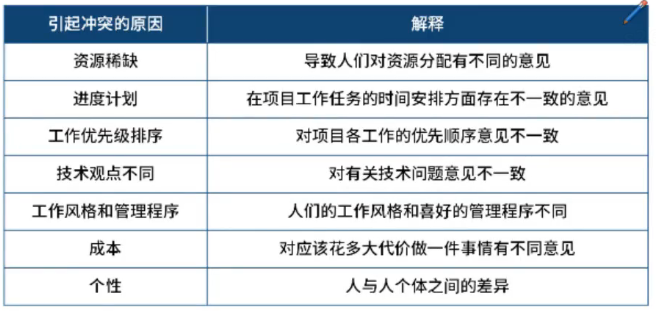 引起冲突的原因 解释
资源稀缺 导致人们对资源分配有不同的意见
进度计划 在项目工作任务的时间安排方面存在不一致的意见
工作优先级排序 对项目各工作的优先顺序意见不一致
技术观点不同 对有关技术问题意见不一致
工作风格和管理程序 人们的工作风格和喜好的管理程序不同
成本 对应该花多大代价做一件事情有不同意见
个性 人与人个体之间的差异